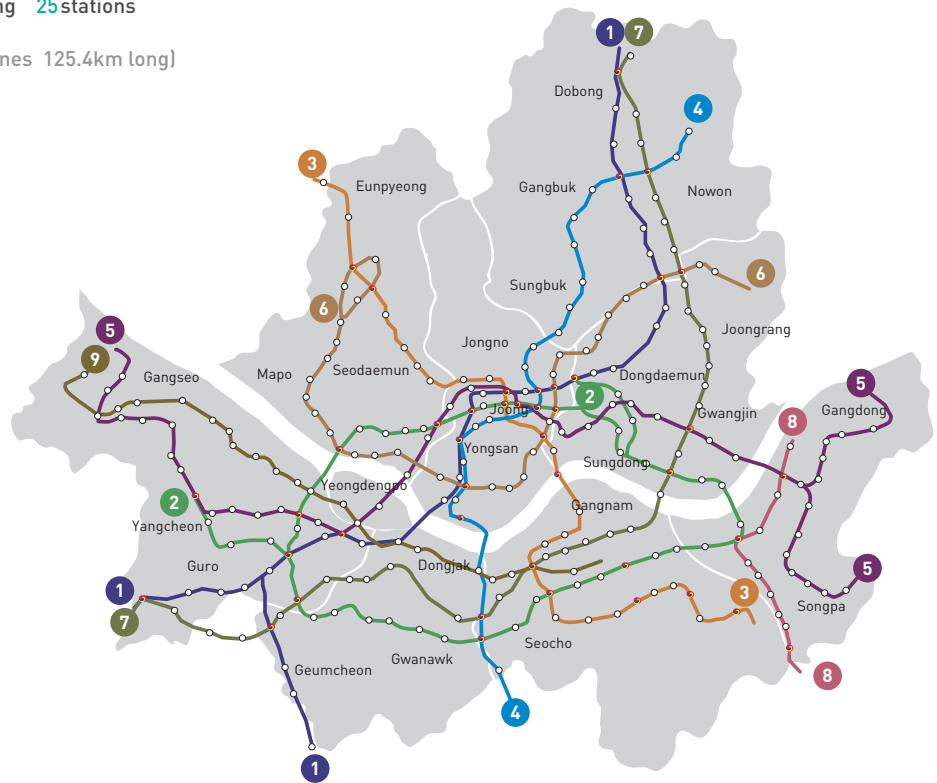 ng 25 stations
nes 125.4km long)
1 7
Dobong
4
3
Eunpyeong
Gangbuk
Nowon
6
Sungbuk
6
5
Jongno
Joongrang
9
Gangseo
Mapo
Seodaemun
Dongdaemun
5
2
Joong
Gwangjin
Gangdong
8
Yongsan
Sungdong
Yeongdengpo
2
Gangnam
Yangcheon
Guro
Dongjak
5
1
3
Songpa
7
Seocho
Gwanawk
Geumcheon
8
4
1